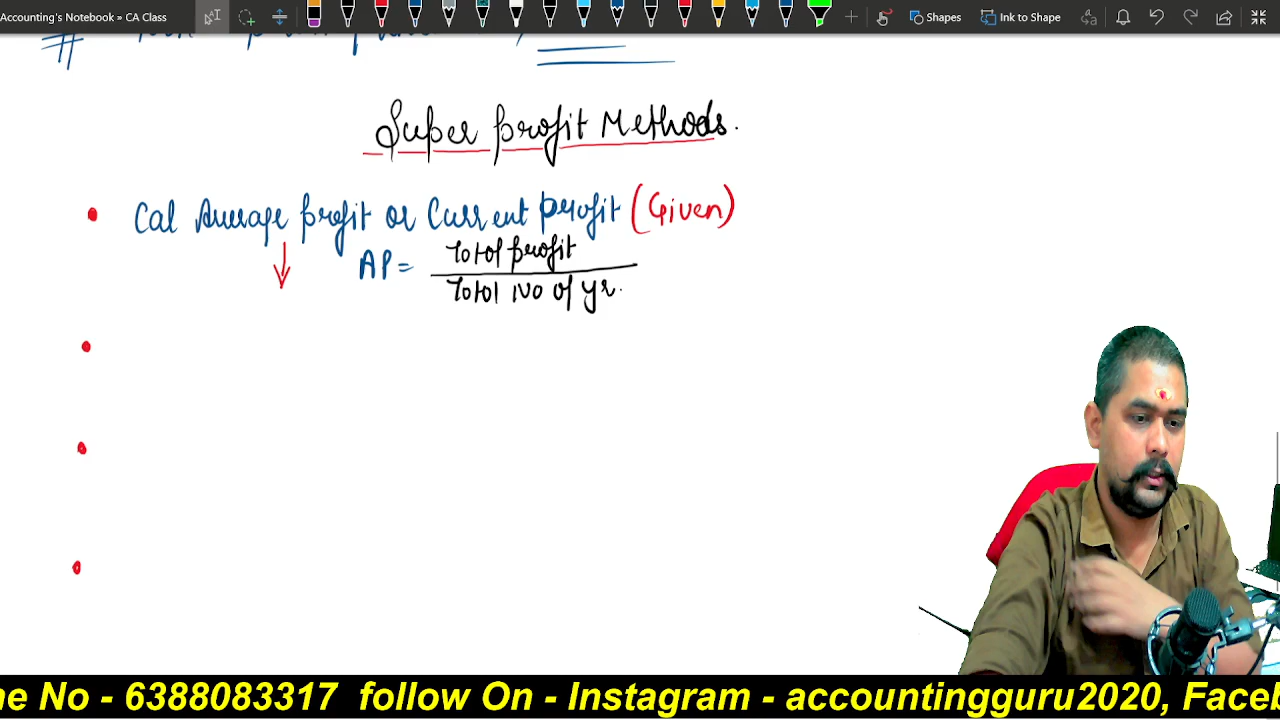 Accounting's Notebook » CA Class
Shapes
Ink to Shape
Super Profit Methods.
Cal Average Profit or Current Profit (Given)
AP = Total Profit
Total No of yr.
ne No - 6388083317 follow On - Instagram - accountingguru2020, Faceb